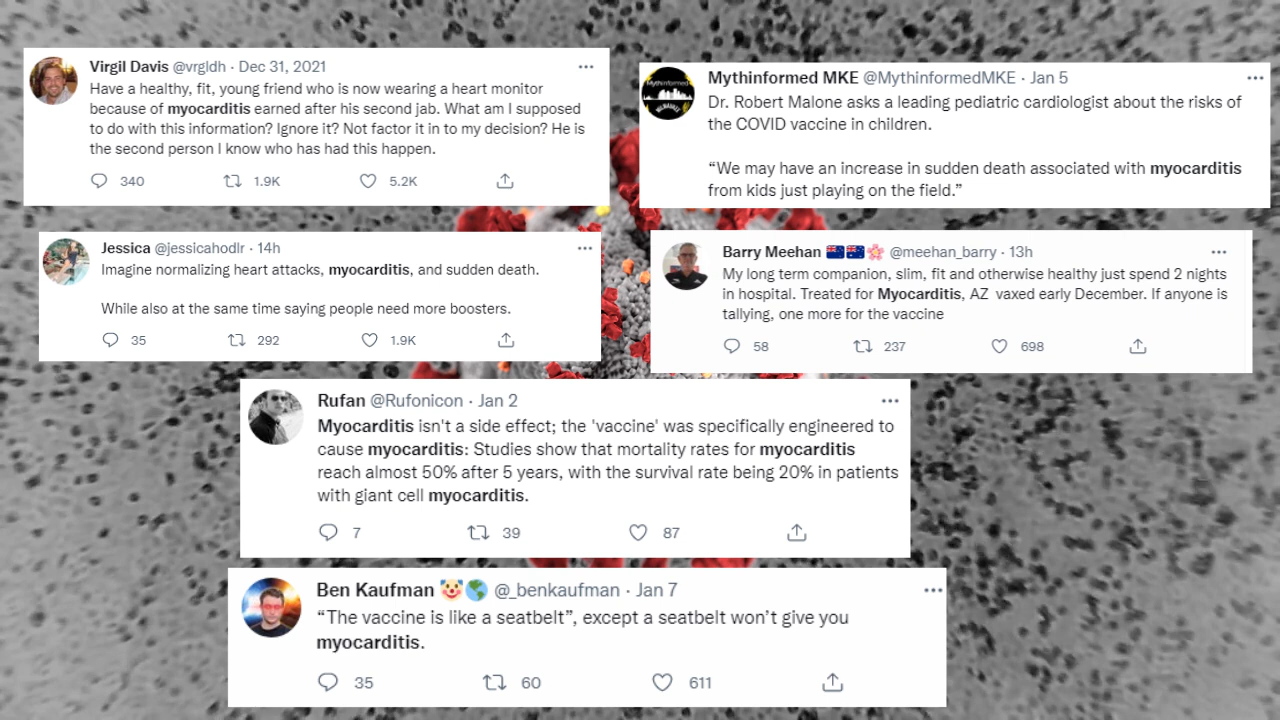 Virgil Davis @vrgldh · Dec 31, 2021
Have a healthy, fit, young friend who is now wearing a heart monitor
because of myocarditis earned after his second jab. What am I supposed
to do with this information? Ignore it? Not factor it in to my decision? He is
the second person I know who has had this happen.
340 1.9K 5.2K
Mythinformed MKE @MythinformedMKE · Jan 5
Dr. Robert Malone asks a leading pediatric cardiologist about the risks of
the COVID vaccine in children.
“We may have an increase in sudden death associated with myocarditis
from kids just playing on the field.”
Mythinformed
MILWAUKEE
Jessica @jessicahodlr · 14h
Imagine normalizing heart attacks, myocarditis, and sudden death.
While also at the same time saying people need more boosters.
35 292 1.9K
Barry Meehan 🇦🇺🇦🇺🌸 @meehan_barry · 13h
My long term companion, slim, fit and otherwise healthy just spend 2 nights
in hospital. Treated for Myocarditis, AZ vaxed early December. If anyone is
tallying, one more for the vaccine
58 237 698
Rufan @Rufonicon · Jan 2
Myocarditis isn't a side effect; the 'vaccine' was specifically engineered to
cause myocarditis: Studies show that mortality rates for myocarditis
reach almost 50% after 5 years, with the survival rate being 20% in patients
with giant cell myocarditis.
7 39 87
Ben Kaufman 🤡🌎 @_benkaufman · Jan 7
“The vaccine is like a seatbelt”, except a seatbelt won’t give you
myocarditis.
35 60 611